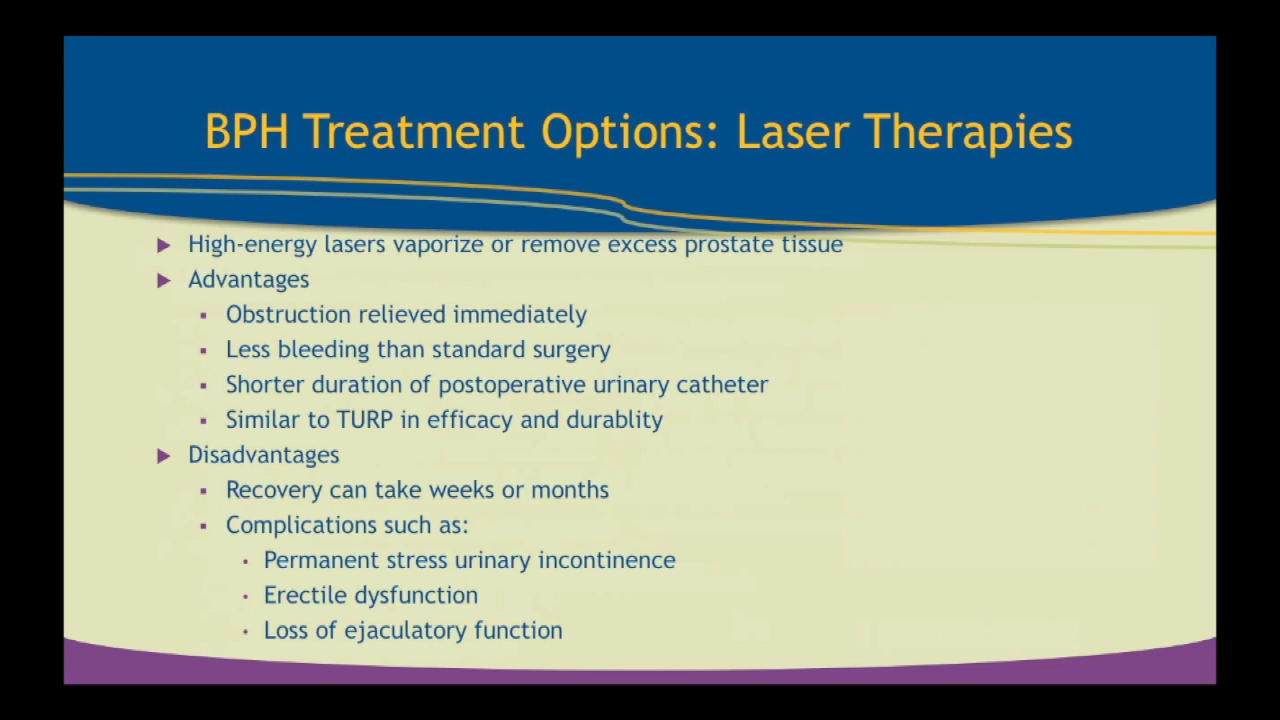 BPH Treatment Options: Laser Therapies
High-energy lasers vaporize or remove excess prostate tissue
Advantages
Obstruction relieved immediately
Less bleeding than standard surgery
Shorter duration of postoperative urinary catheter
Similar to TURP in efficacy and durablity
Disadvantages
Recovery can take weeks or months
Complications such as:
Permanent stress urinary incontinence
Erectile dysfunction
Loss of ejaculatory function